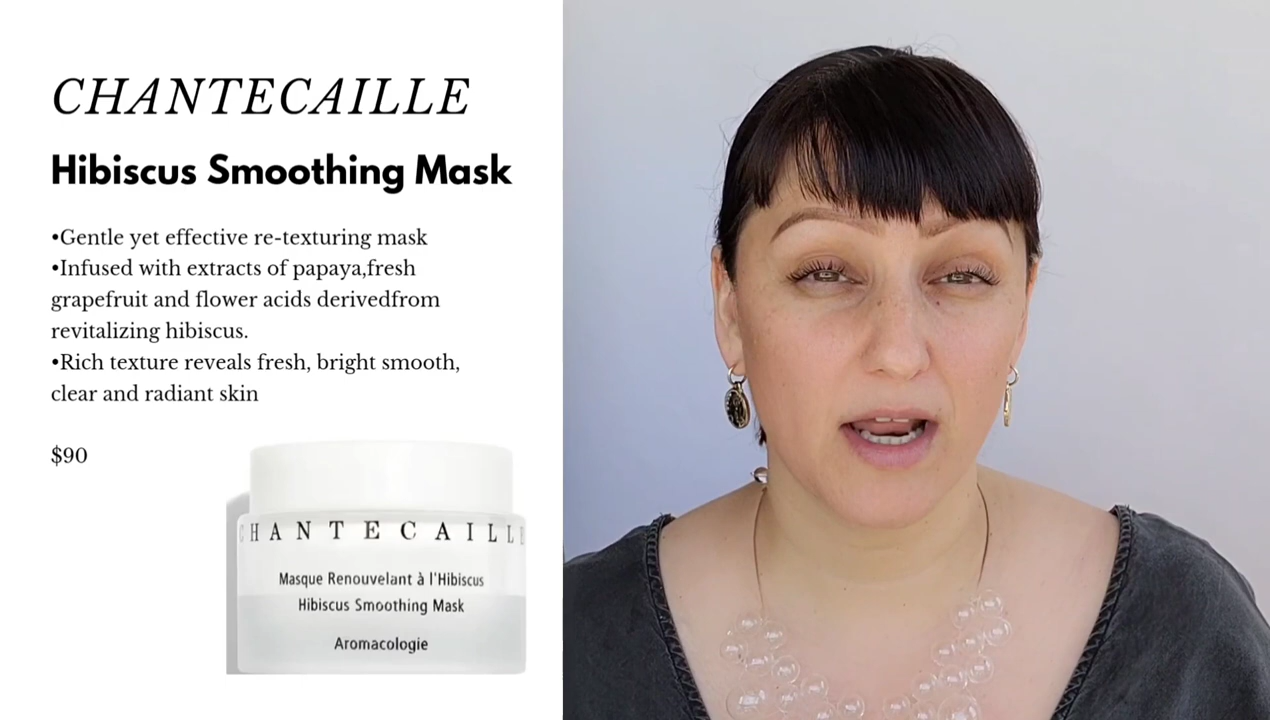 CHANTECAILLE
Hibiscus Smoothing Mask
•Gentle yet effective re-texturing mask
•Infused with extracts of papaya,fresh
grapefruit and flower acids derivedfrom
revitalizing hibiscus.
•Rich texture reveals fresh, bright smooth,
clear and radiant skin
$90
CHANTECAILLE
Masque Renouvelant à l'Hibiscus
Hibiscus Smoothing Mask
Aromacologie